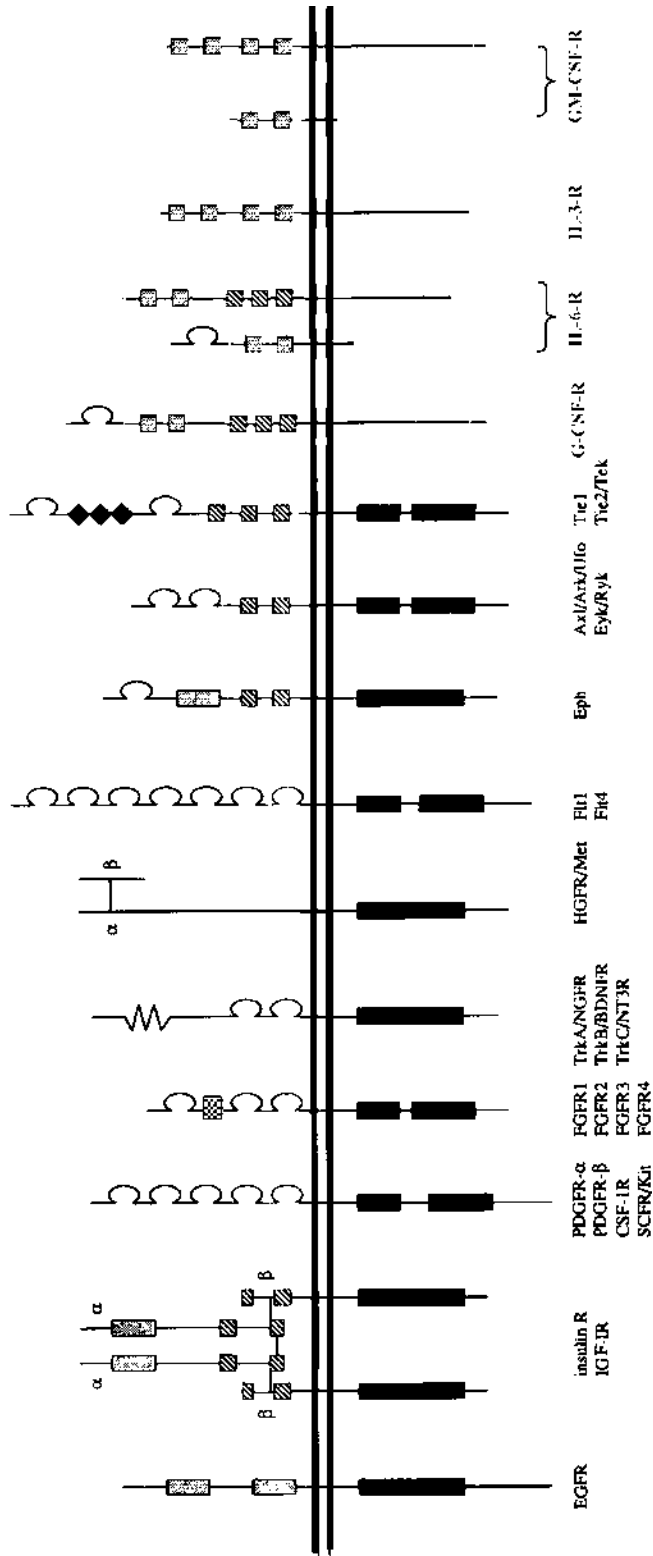 α
α
β
β
α
β
EGFR
insulin R
IGF-IR
PDGFR-α
PDGFR-β
CSF-1R
SCFR/Kit
FGFR1
FGFR2
FGFR3
FGFR4
TrkA/NGFR
TrkB/BDNFR
TrkC/NT3R
HGFR/Met
Flt1
Flt4
Eph
Axl/Ark/Ufo
Eyk/Ryk
Tie1
Tie2/Tek
G-CSF-R
IL-6-R
IL-3-R
GM-CSF-R